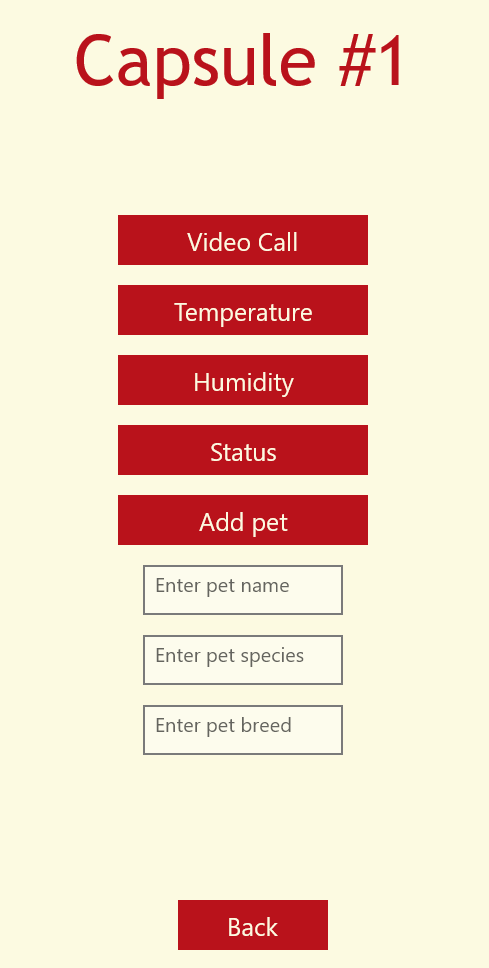 Capsule #1
Video Call
Temperature
Humidity
Status
Add pet
Enter pet name
Enter pet species
Enter pet breed
Back